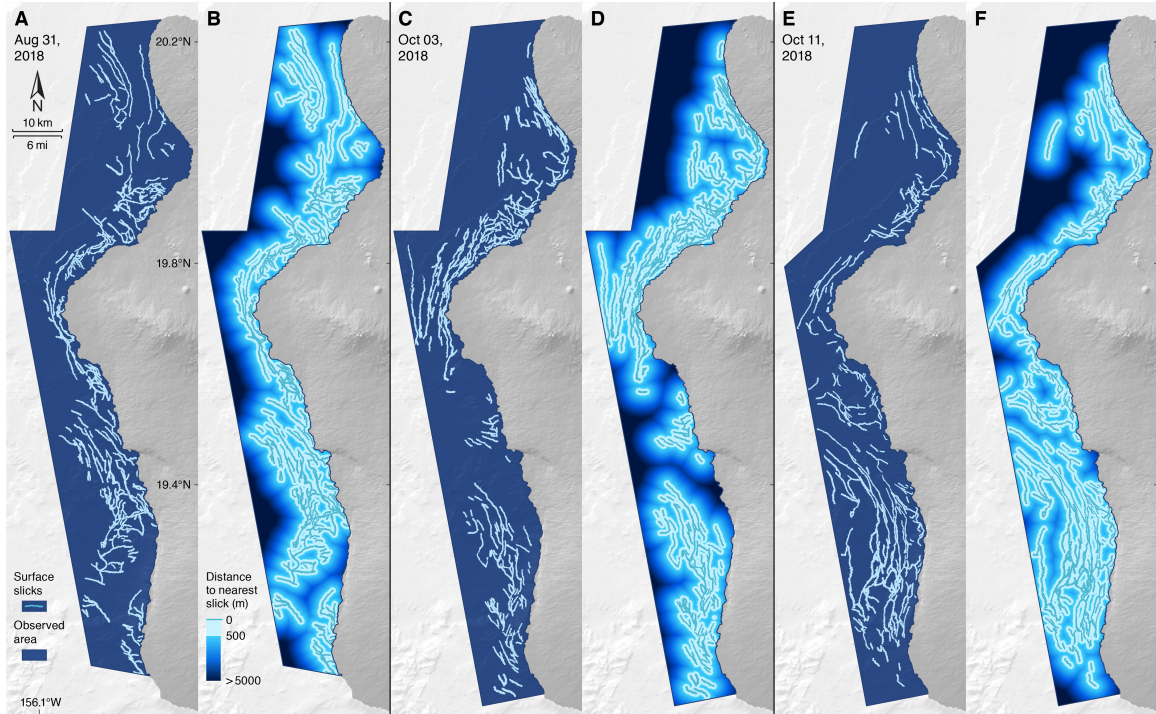 A
Aug 31,
2018
N
10 km
6 mi
Surface
slicks
Observed
area
156.1°W
B
20.2°N
19.8°N
19.4°N
Distance
to nearest
slick (m)
0
500
>5000
C
Oct 03,
2018
D
E
Oct 11,
2018
F